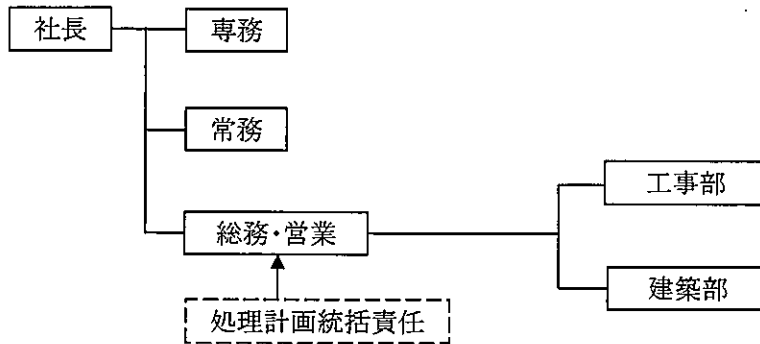 社長
専務
常務
総務・営業
工事部
建築部
処理計画統括責任